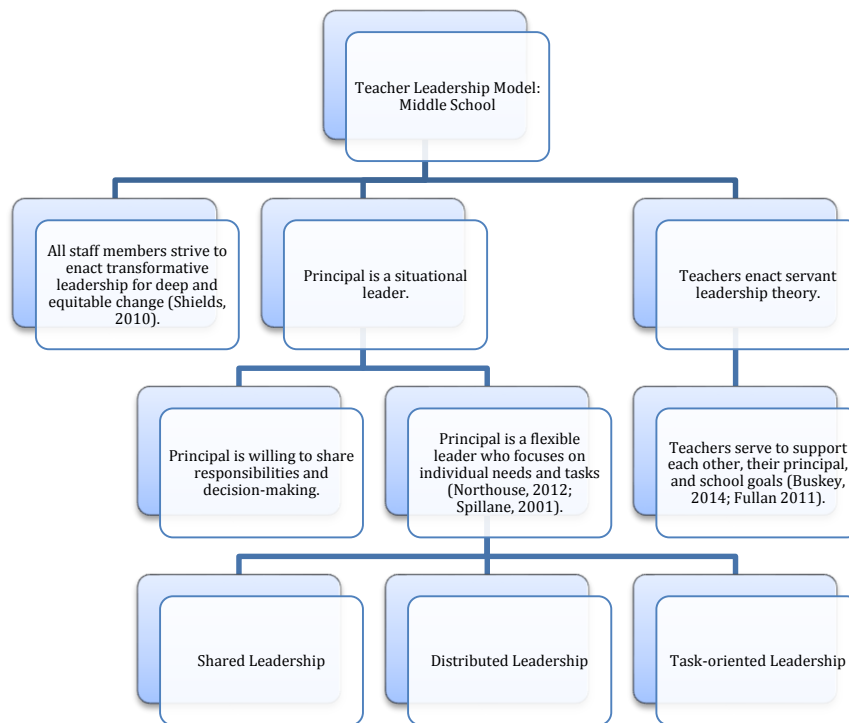 Teacher Leadership Model:
Middle School
All staff members strive to
enact transformative
leadership for deep and
equitable change (Shields,
2010).
Principal is a situational
leader.
Teachers enact servant
leadership theory.
Principal is willing to share
responsibilities and
decision-making.
Principal is a flexible
leader who focuses on
individual needs and tasks
(Northouse, 2012;
Spillane, 2001).
Teachers serve to support
each other, their principal,
and school goals (Buskey,
2014; Fullan 2011).
Shared Leadership
Distributed Leadership
Task-oriented Leadership